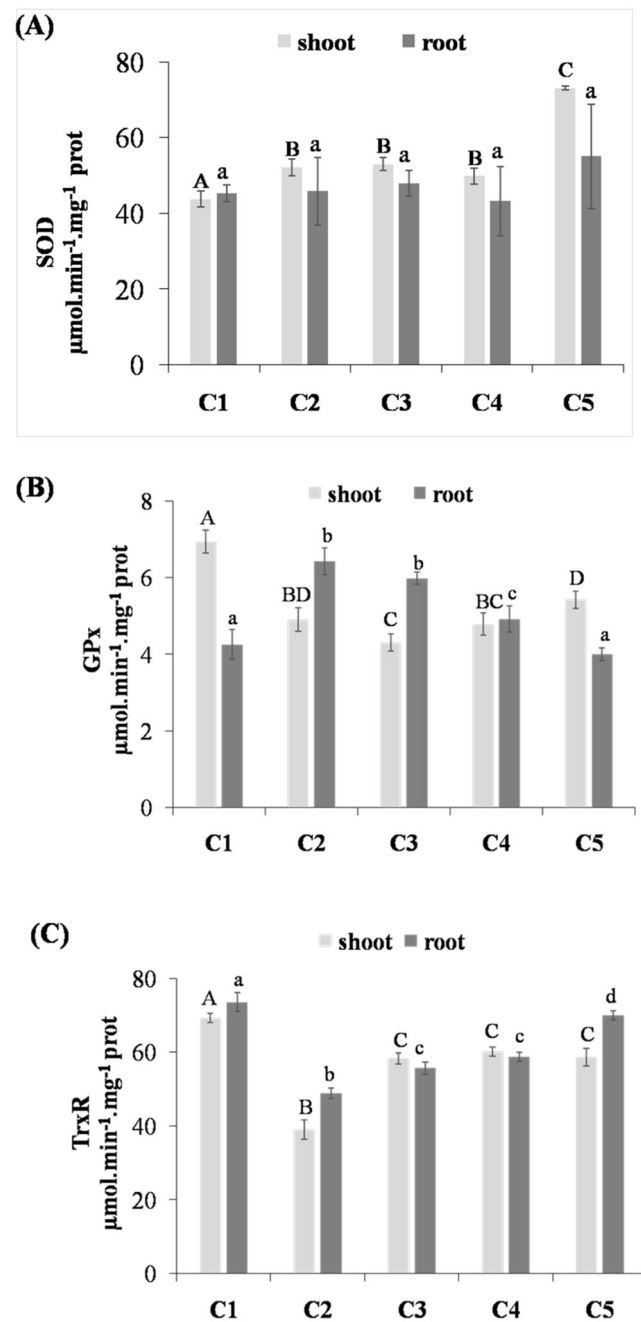 (A)
shoot root
80
60
40
20
0
SOD
µmol.min-1.mg-1 prot
A a B a B a B a C a
C1 C2 C3 C4 C5
(B)
shoot root
8
6
4
2
0
GPx
µmol.min-1.mg-1 prot
A a BD b C b BC c D a
C1 C2 C3 C4 C5
(C)
shoot root
80
60
40
20
0
TrxR
µmol.min-1.mg-1 prot
A a B b C c C c C d
C1 C2 C3 C4 C5